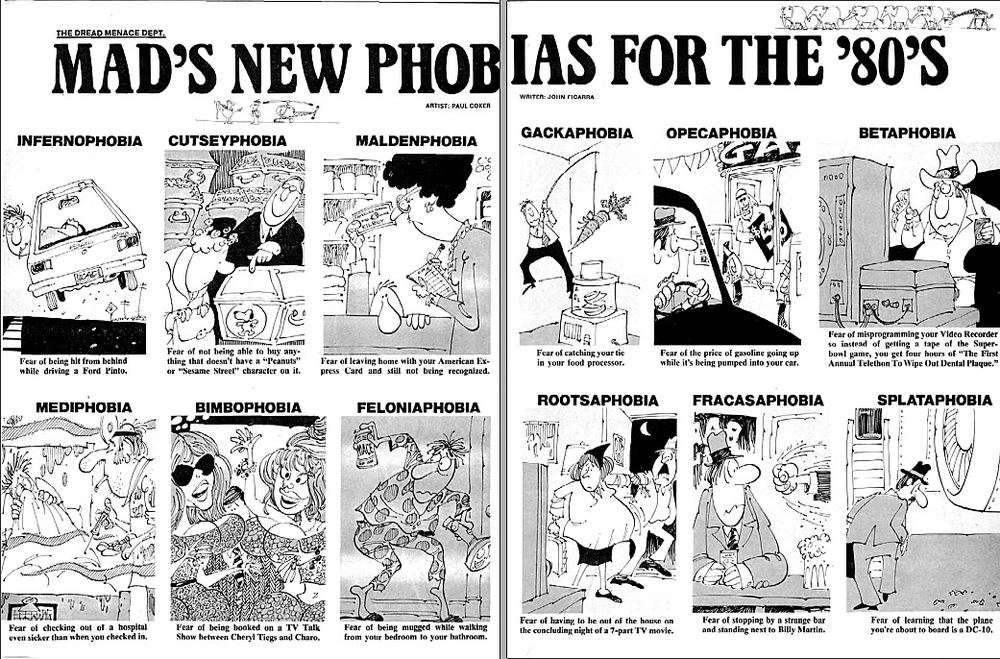 THE DREAD MENACE DEPT.
MAD'S NEW PHOBIAS FOR THE '80'S
ARTIST: PAUL COKER
WRITER: JOHN FICARRA
INFERNOPHOBIA
Fear of being hit from behind
while driving a Ford Pinto.
CUTSEYPHOBIA
Fear of not being able to buy any-
thing that doesn't have a "Peanuts"
or "Sesame Street" character on it.
MALDENPHOBIA
Fear of leaving home with your American Ex-
press Card and still not being recognized.
GACKAPHOBIA
Fear of catching your tie
in your food processor.
OPECAPHOBIA
GA
Fear of the price of gasoline going up
while it's being pumped into your car.
BETAPHOBIA
Fear of misprogramming your Video Recorder
so instead of getting a tape of the Super-
bowl game, you get four hours of "The First
Annual Telethon To Wipe Out Dental Plaque."
MEDIPHOBIA
Fear of checking out of a hospital
even sicker than when you checked in.
BIMBOPHOBIA
Fear of being booked on a TV Talk
Show between Cheryl Tiegs and Charo.
FELONIAPHOBIA
Fear of being mugged while walking
from your bedroom to your bathroom.
ROOTSAPHOBIA
Fear of having to be out of the house on
the concluding night of a 7-part TV movie.
FRACASAPHOBIA
Fear of stopping by a strange bar
and standing next to Billy Martin.
SPLATAPHOBIA
Fear of learning that the plane
you're about to board is a DC-10.